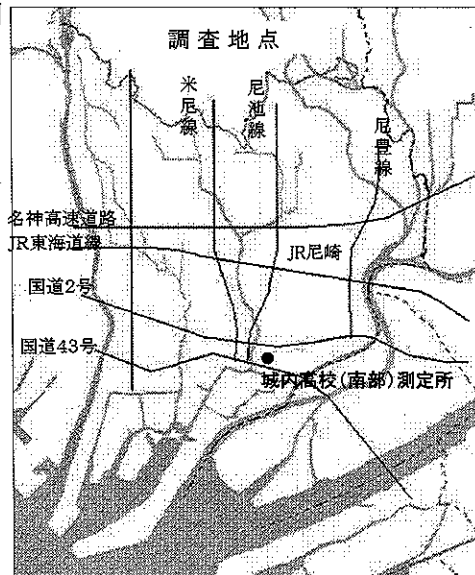 調査地点
米尼線
尼池線
尼豊線
名神高速道路
JR東海道線
JR尼崎
国道2号
国道43号
城内高校(南部)測定所